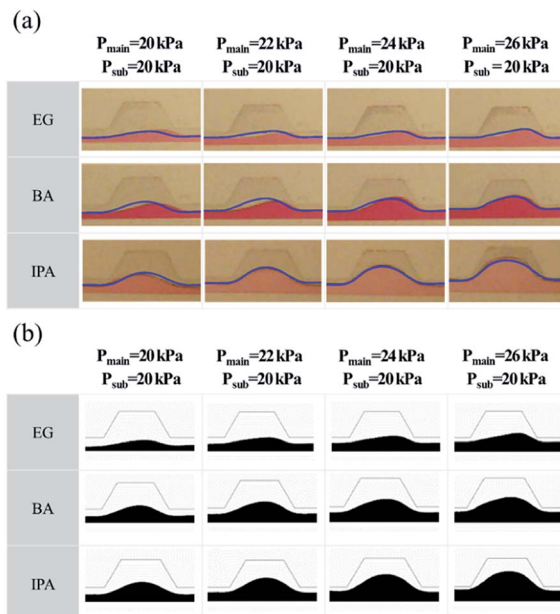 (a)
P_main=20 kPa P_main=22 kPa P_main=24 kPa P_main=26 kPa
P_sub=20 kPa P_sub=20 kPa P_sub=20 kPa P_sub= 20 kPa
EG
BA
IPA
(b)
P_main=20 kPa P_main=22 kPa P_main=24 kPa P_main=26 kPa
P_sub=20 kPa P_sub=20 kPa P_sub=20 kPa P_sub=20 kPa
EG
BA
IPA